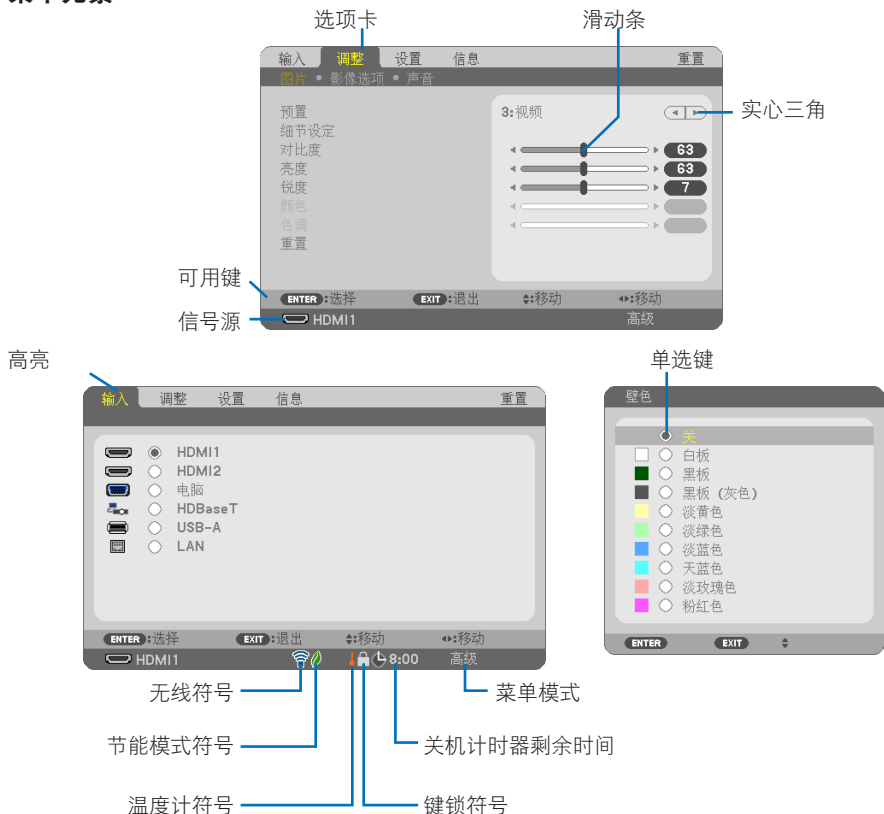 选项卡
滑动条
输入 调整 设置 信息 重置
图片 • 影像选项 • 声音
预置 3:视频
实心三角
细节设定
对比度 63
亮度 63
锐度 7
颜色
色调
重置
可用键
ENTER:选择 EXIT:退出 :移动 :移动
信号源
HDMI1 高级
高亮
单选键
输入 调整 设置 信息 重置
HDMI1
HDMI2
电脑
HDBaseT
USB-A
LAN
ENTER:选择 EXIT:退出 :移动 :移动
HDMI1 8:00 高级
壁色
关
白板
黑板
黑板 (灰色)
淡黄色
淡绿色
淡蓝色
天蓝色
淡玫瑰色
粉红色
ENTER EXIT
无线符号
菜单模式
节能模式符号
关机计时器剩余时间
温度计符号
键锁符号